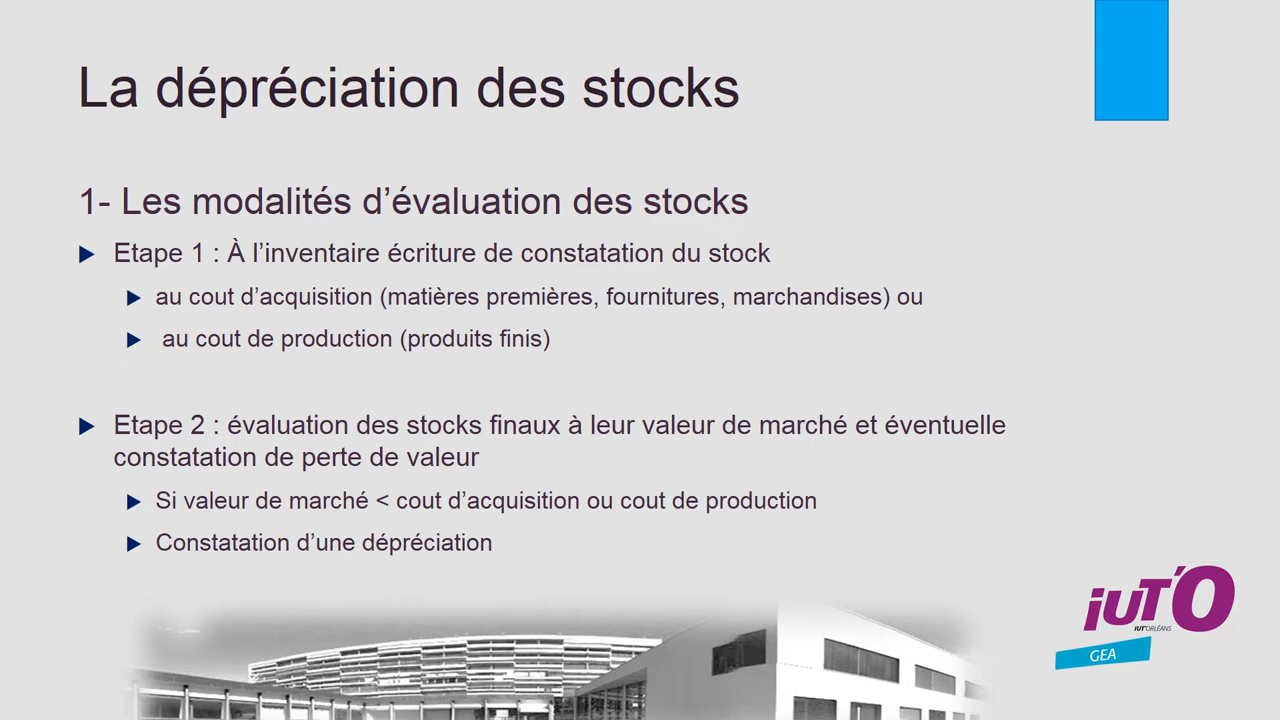 La dépréciation des stocks
1- Les modalités d’évaluation des stocks
Etape 1 : À l’inventaire écriture de constatation du stock
au cout d’acquisition (matières premières, fournitures, marchandises) ou
au cout de production (produits finis)
Etape 2 : évaluation des stocks finaux à leur valeur de marché et éventuelle
constatation de perte de valeur
Si valeur de marché < cout d’acquisition ou cout de production
Constatation d’une dépréciation
iUT'O
IUT'ORLÉANS
GEA